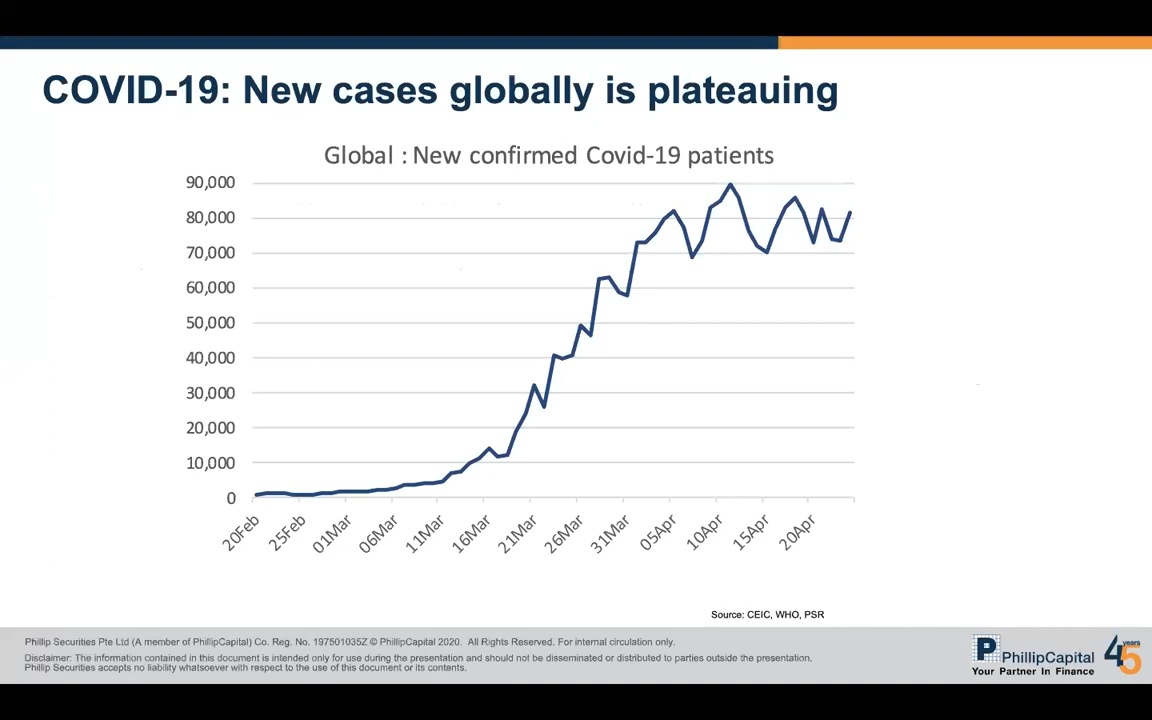 COVID-19: New cases globally is plateauing
Global : New confirmed Covid-19 patients
90,000
80,000
70,000
60,000
50,000
40,000
30,000
20,000
10,000
0
20Feb
25Feb
01Mar
06Mar
11Mar
16Mar
21Mar
26Mar
31Mar
05Apr
10Apr
15Apr
20Apr
Source: CEIC, WHO, PSR
Phillip Securities Pte Ltd (A member of PhillipCapital) Co. Reg. No. 197501035Z © PhillipCapital 2020. All Rights Reserved. For internal circulation only.
Disclaimer: The information contained in this document is intended only for use during the presentation and should not be disseminated or distributed to parties outside the presentation.
Phillip Securities accepts no liability whatsoever with respect to the use of this document or its contents.
P PhillipCapital
Your Partner In Finance
45 years